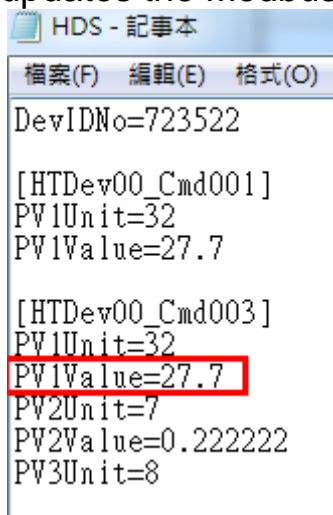 HDS - 記事本
檔案(F) 編輯(E) 格式(O)
DevIDNo=723522
[HTDev00_Cmd001]
PV1Unit=32
PV1Value=27.7
[HTDev00_Cmd003]
PV1Unit=32
PV1Value=27.7
PV2Unit=7
PV2Value=0.222222
PV3Unit=8